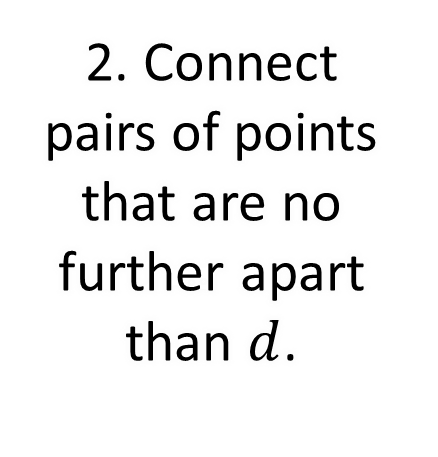 2. Connect
pairs of points
that are no
further apart
than d.